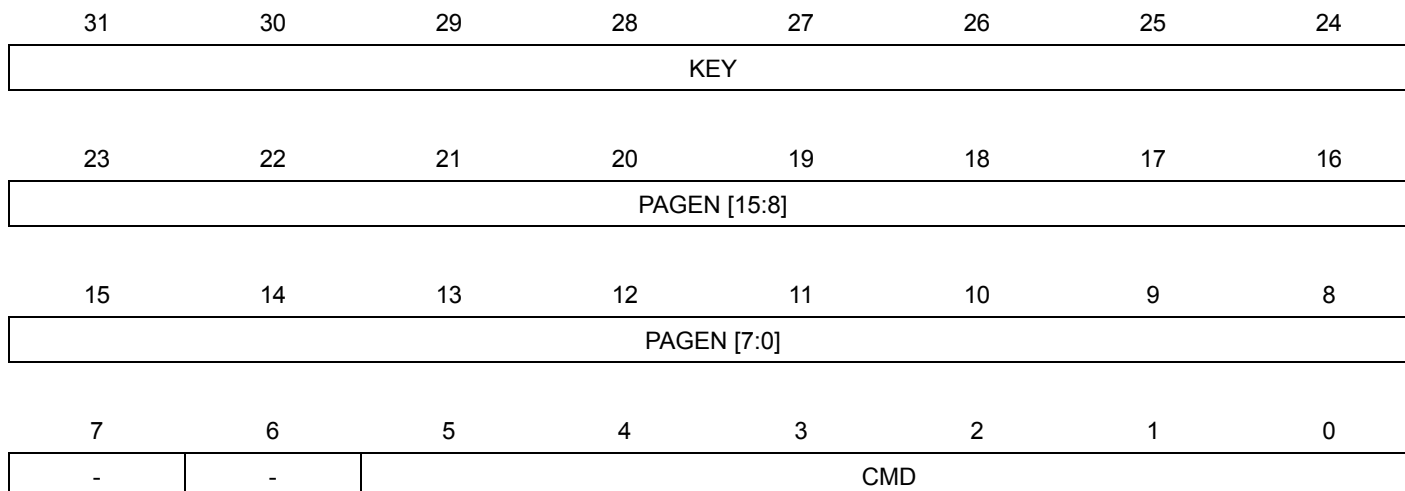 31 30 29 28 27 26 25 24
KEY
23 22 21 20 19 18 17 16
PAGEN [15:8]
15 14 13 12 11 10 9 8
PAGEN [7:0]
7 6 5 4 3 2 1 0
- - CMD